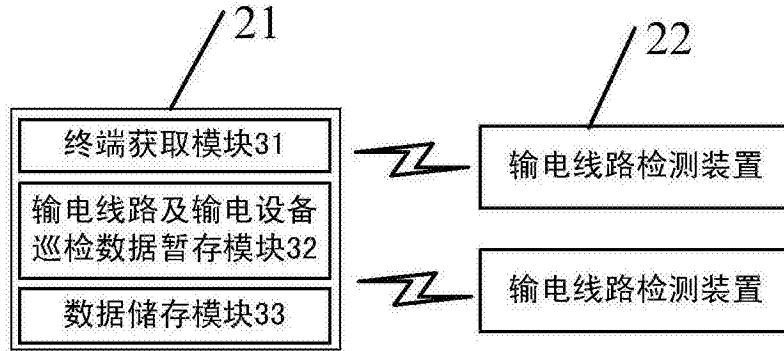 21
22
终端获取模块31
输电线路及输电设备
巡检数据暂存模块32
数据储存模块33
输电线路检测装置
输电线路检测装置